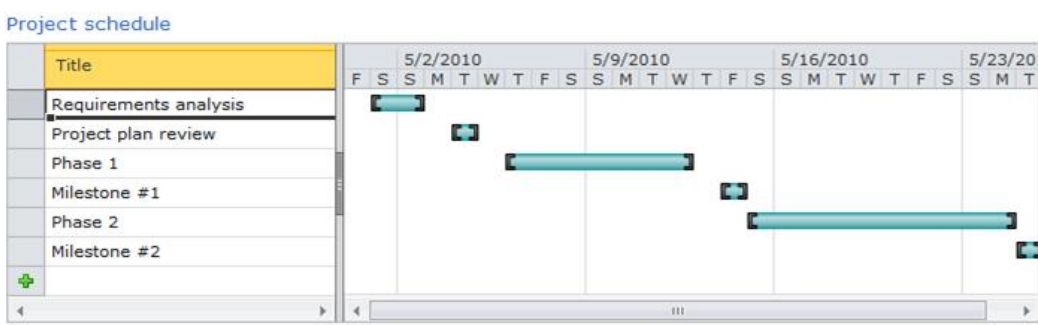 Project schedule
Title
5/2/2010 5/9/2010 5/16/2010 5/23/20
F S S M T W T F S S M T W T F S S M T W T F S S M T
Requirements analysis
Project plan review
Phase 1
Milestone #1
Phase 2
Milestone #2